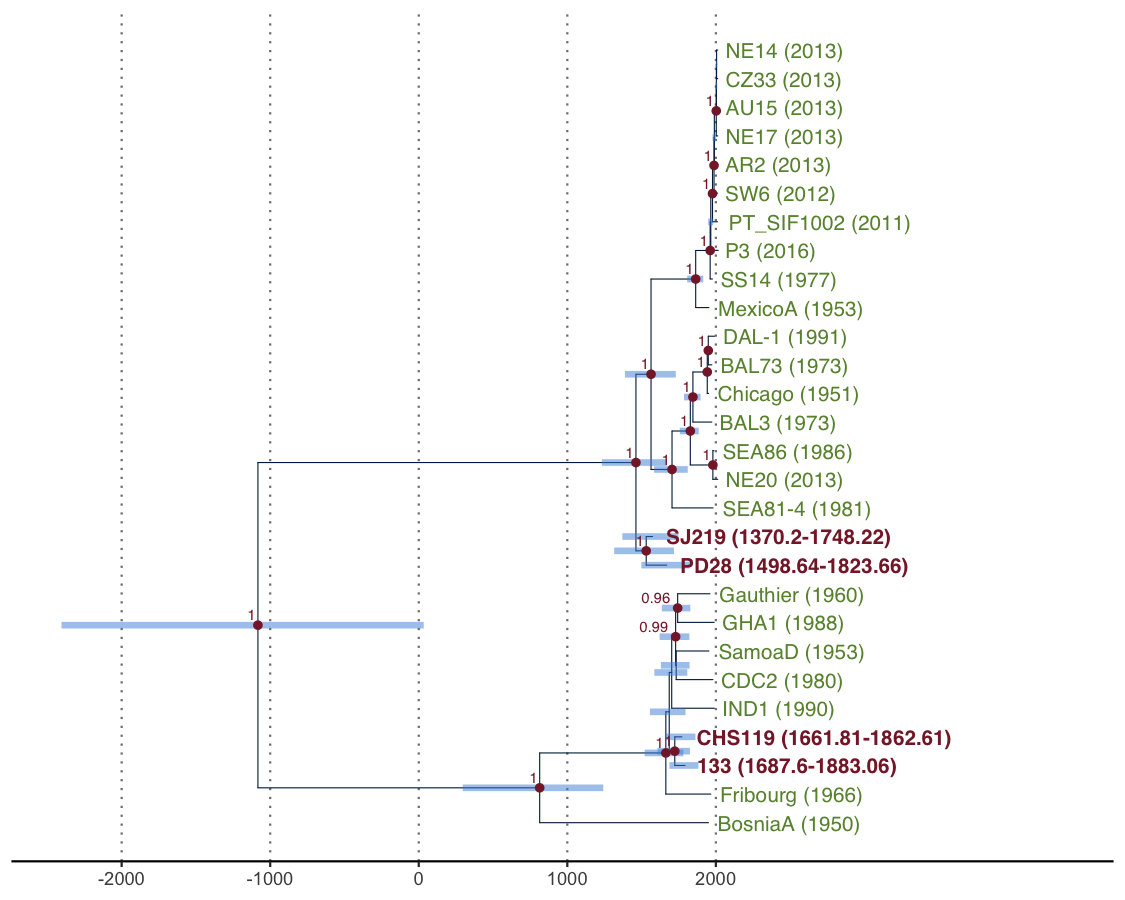 NE14 (2013)
CZ33 (2013)
1 AU15 (2013)
NE17 (2013)
1 AR2 (2013)
1 SW6 (2012)
PT_SIF1002 (2011)
1 P3 (2016)
1 SS14 (1977)
MexicoA (1953)
1 DAL-1 (1991)
1 BAL73 (1973)
1
1 Chicago (1951)
1 BAL3 (1973)
1 1 1 SEA86 (1986)
NE20 (2013)
SEA81-4 (1981)
1 SJ219 (1370.2-1748.22)
PD28 (1498.64-1823.66)
0.96 Gauthier (1960)
1 GHA1 (1988)
0.99
SamoaD (1953)
CDC2 (1980)
IND1 (1990)
1 1 CHS119 (1661.81-1862.61)
133 (1687.6-1883.06)
1 Fribourg (1966)
BosniaA (1950)
-2000 -1000 0 1000 2000